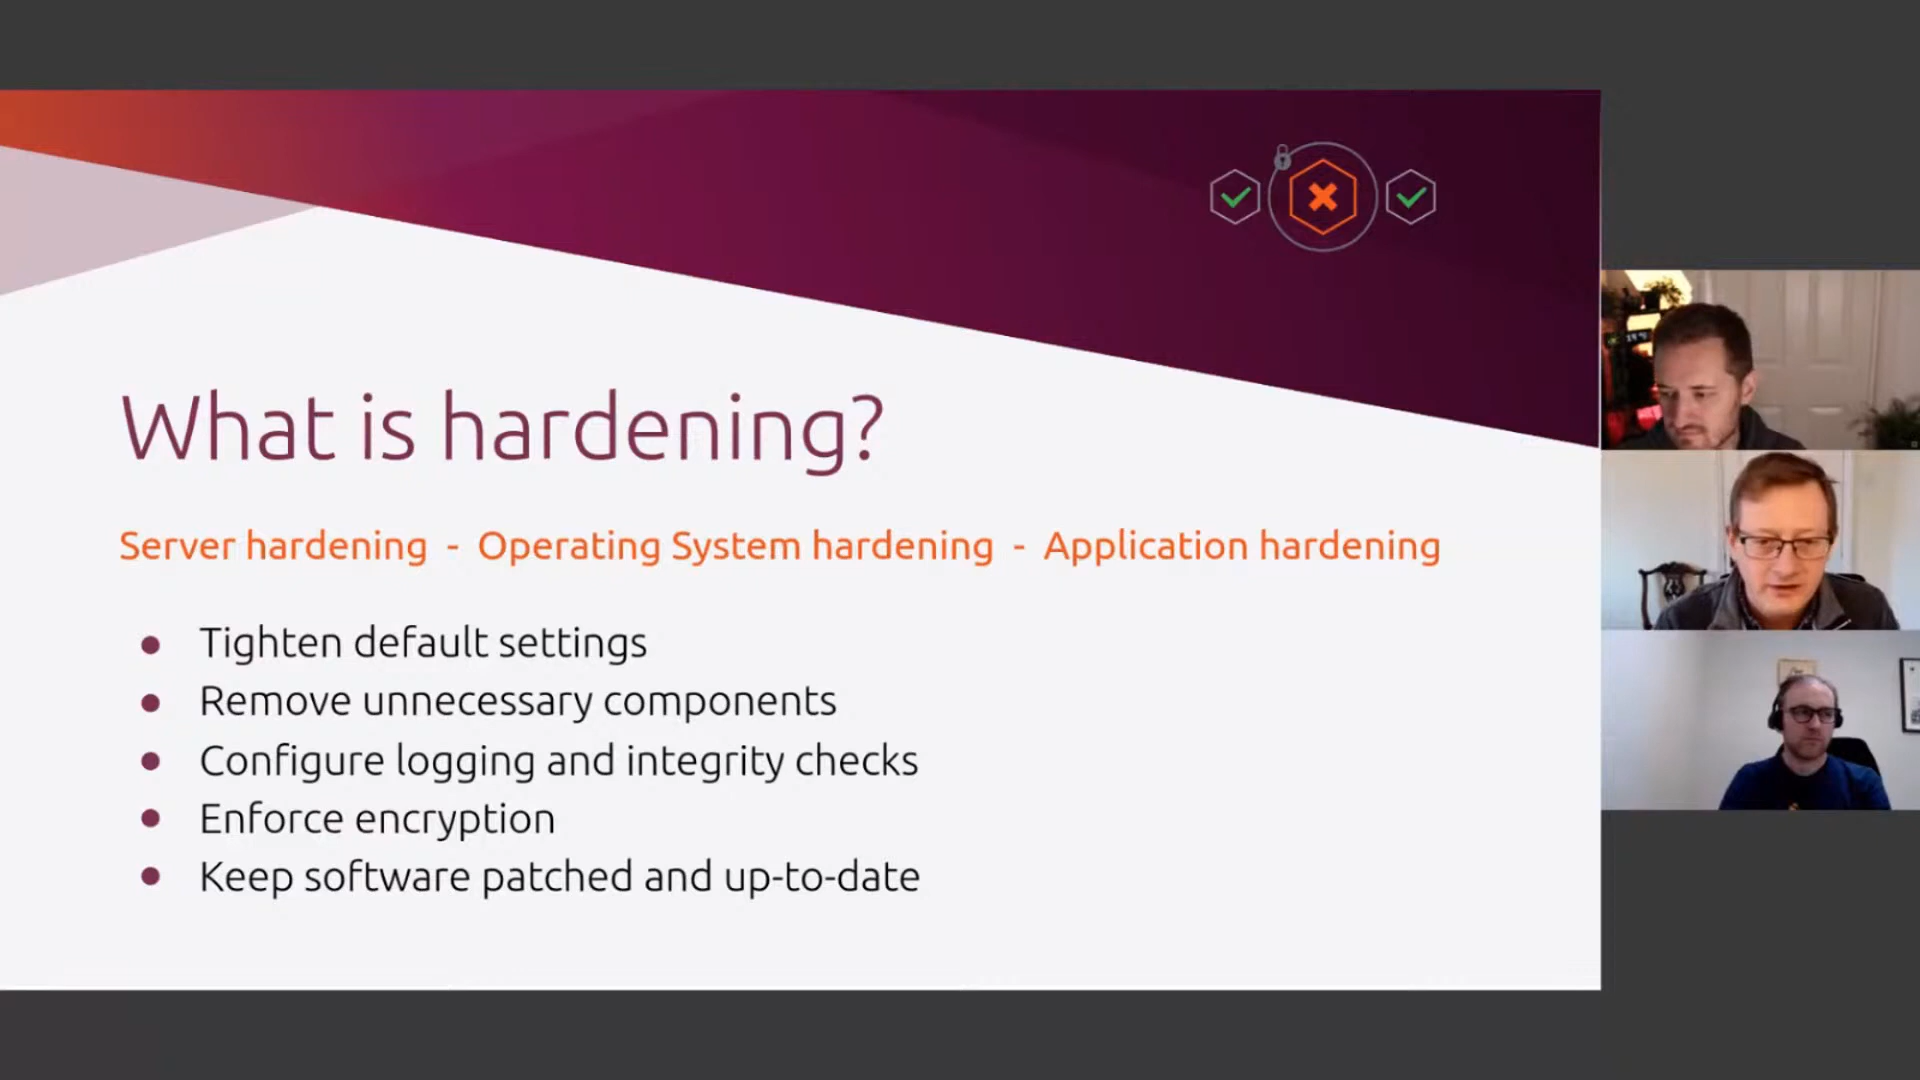 What is hardening?
Server hardening - Operating System hardening - Application hardening
● Tighten default settings
● Remove unnecessary components
● Configure logging and integrity checks
● Enforce encryption
● Keep software patched and up-to-date